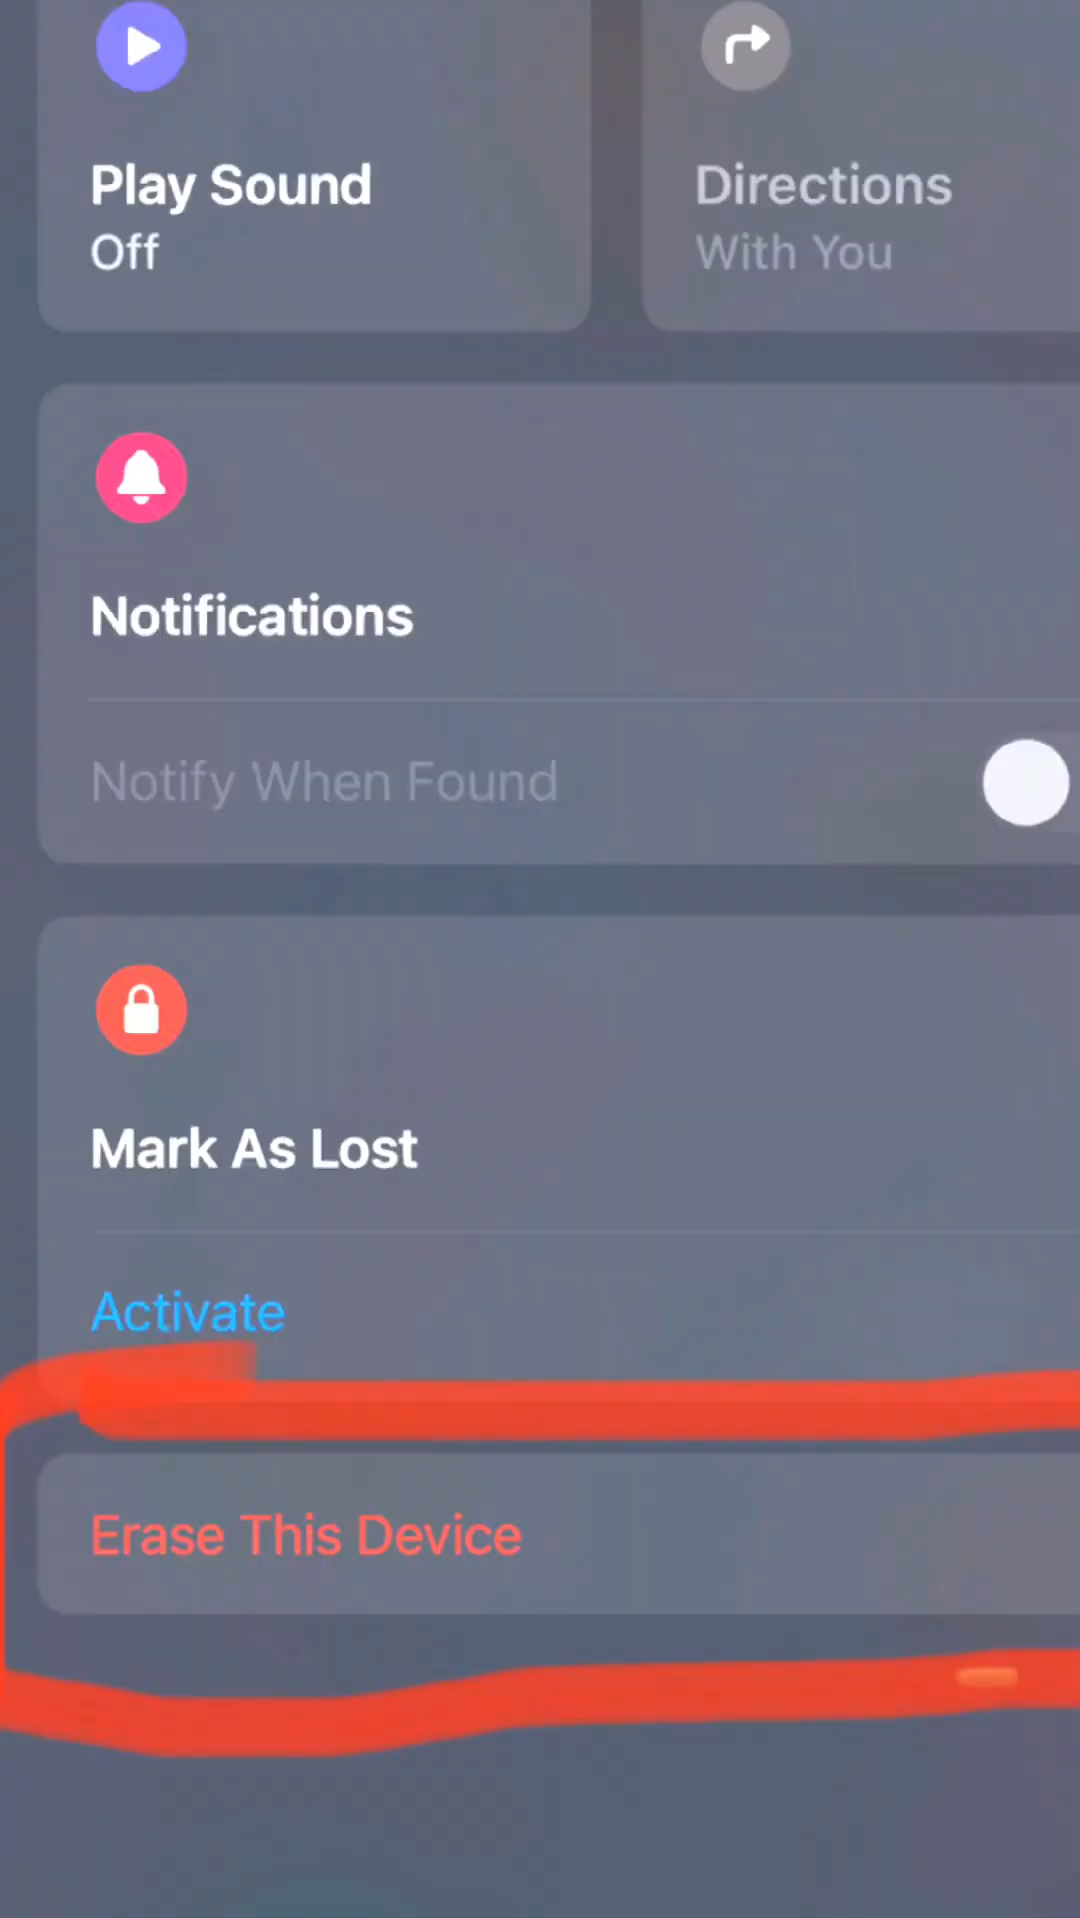 Play Sound
Off
Directions
With You
Notifications
Notify When Found
Mark As Lost
Activate
Erase This Device